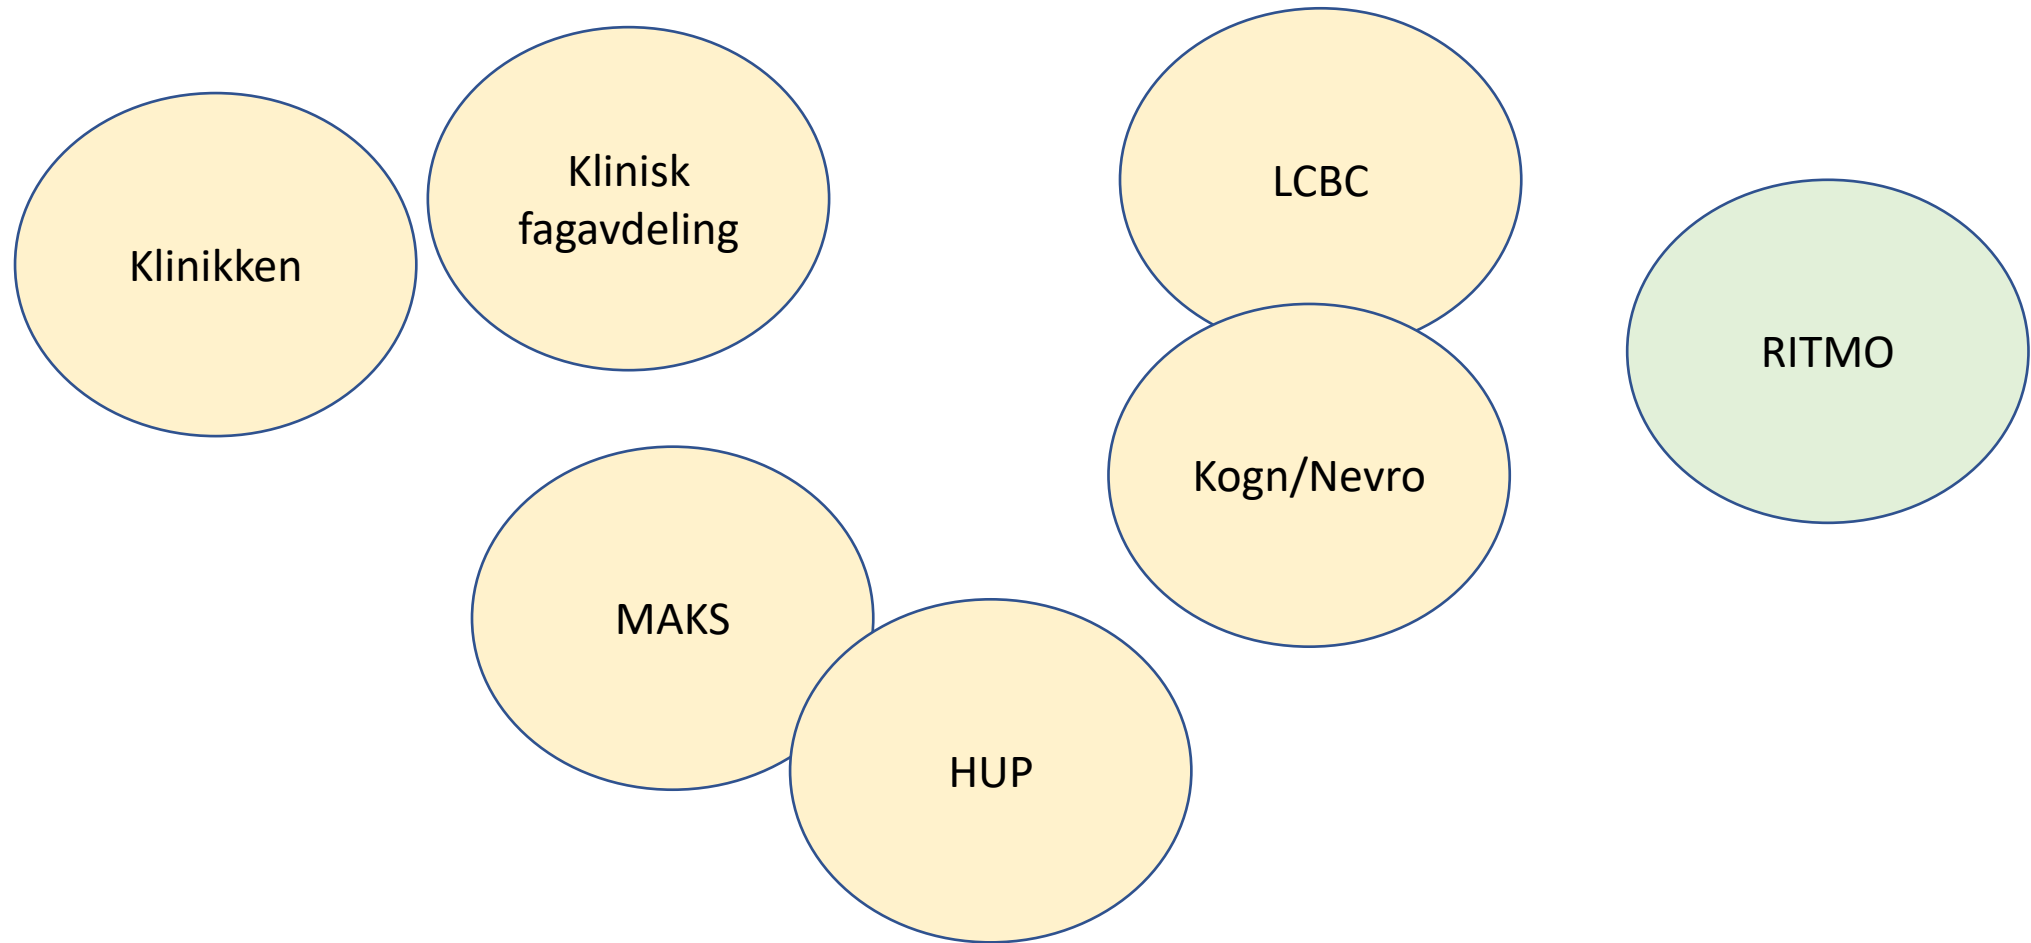 Klinikken
Klinisk
fagavdeling
LCBC
RITMO
Kogn/Nevro
MAKS
HUP